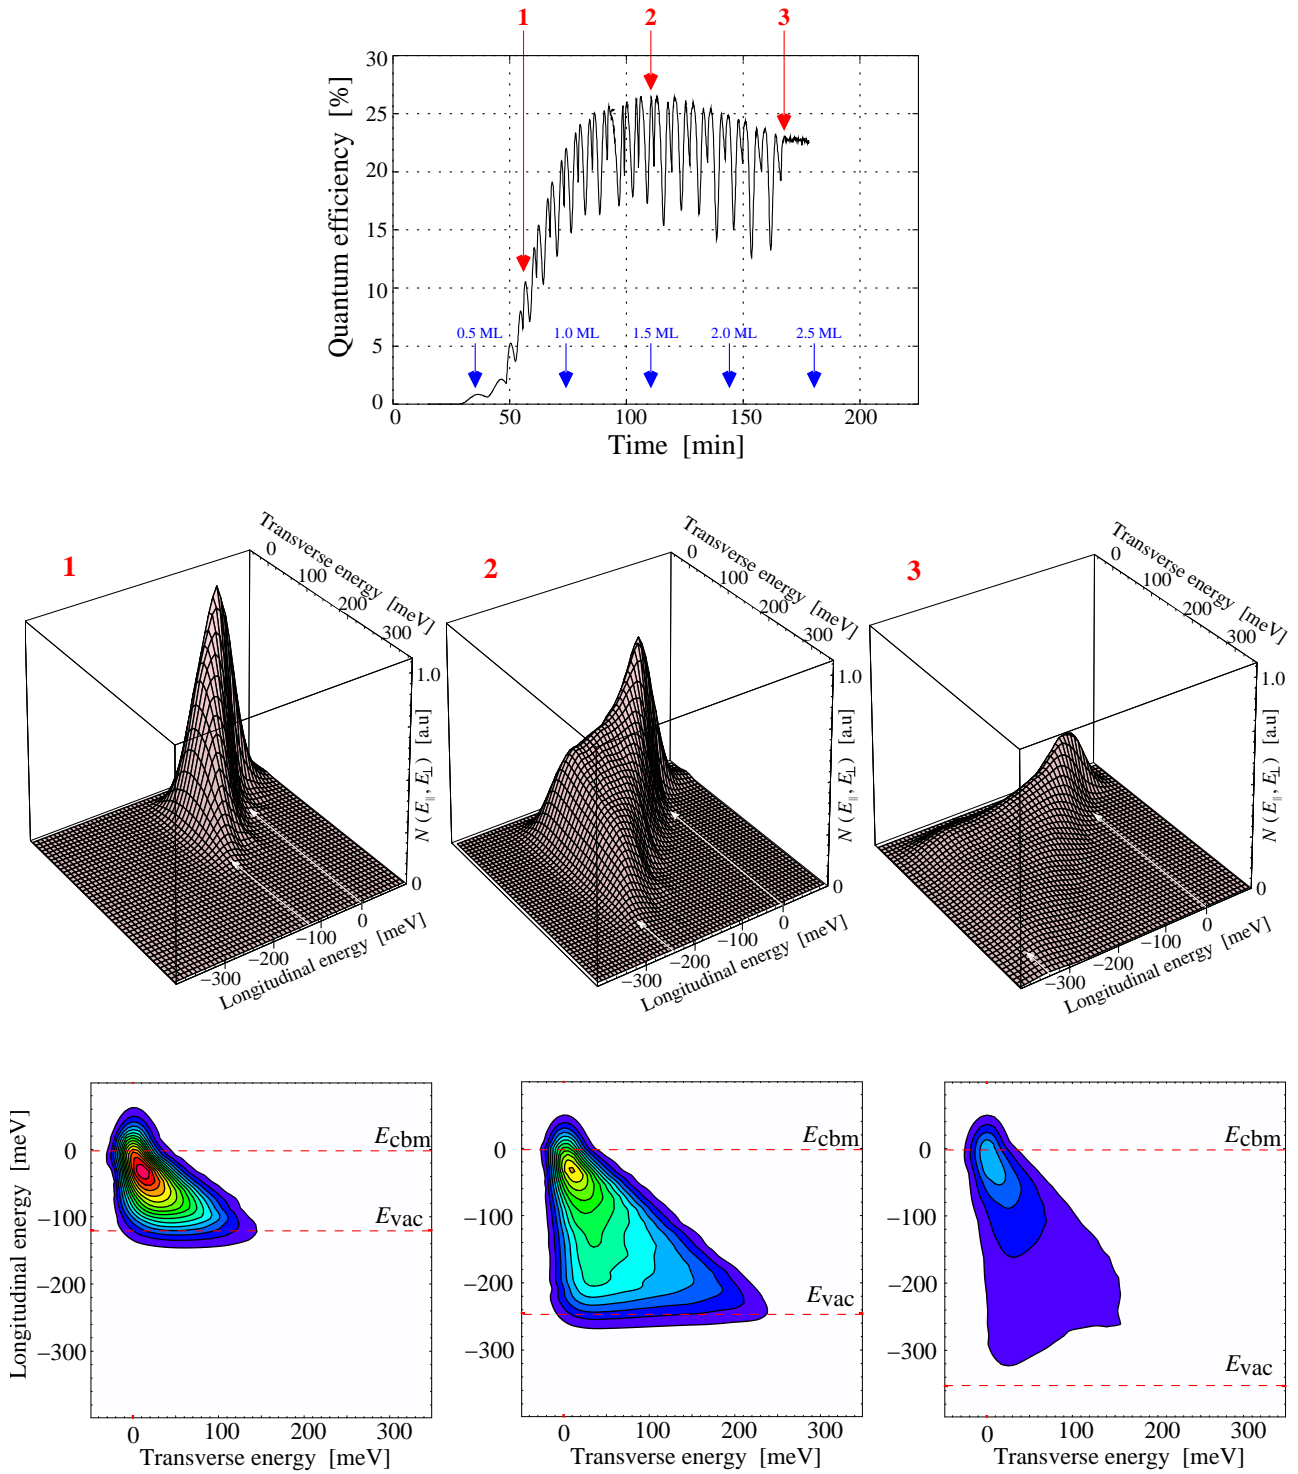 1 2 3
30
25
20
15
10
5
0
Quantum efficiency [%]
0.5 ML 1.0 ML 1.5 ML 2.0 ML 2.5 ML
0 50 100 150 200
Time [min]
1
Transverse energy [meV]
0 100 200 300
1.0
N (E∥, E⊥) [a.u]
0
−300 −200 −100 0
Longitudinal energy [meV]
2
Transverse energy [meV]
0 100 200 300
1.0
N (E∥, E⊥) [a.u]
0
−300 −200 −100 0
Longitudinal energy [meV]
3
Transverse energy [meV]
0 100 200 300
1.0
N (E∥, E⊥) [a.u]
0
−300 −200 −100 0
Longitudinal energy [meV]
Longitudinal energy [meV]
0
−100
−200
−300
Ecbm
Evac
0 100 200 300
Transverse energy [meV]
0
−100
−200
−300
Ecbm
Evac
0 100 200 300
Transverse energy [meV]
0
−100
−200
−300
Ecbm
Evac
0 100 200 300
Transverse energy [meV]